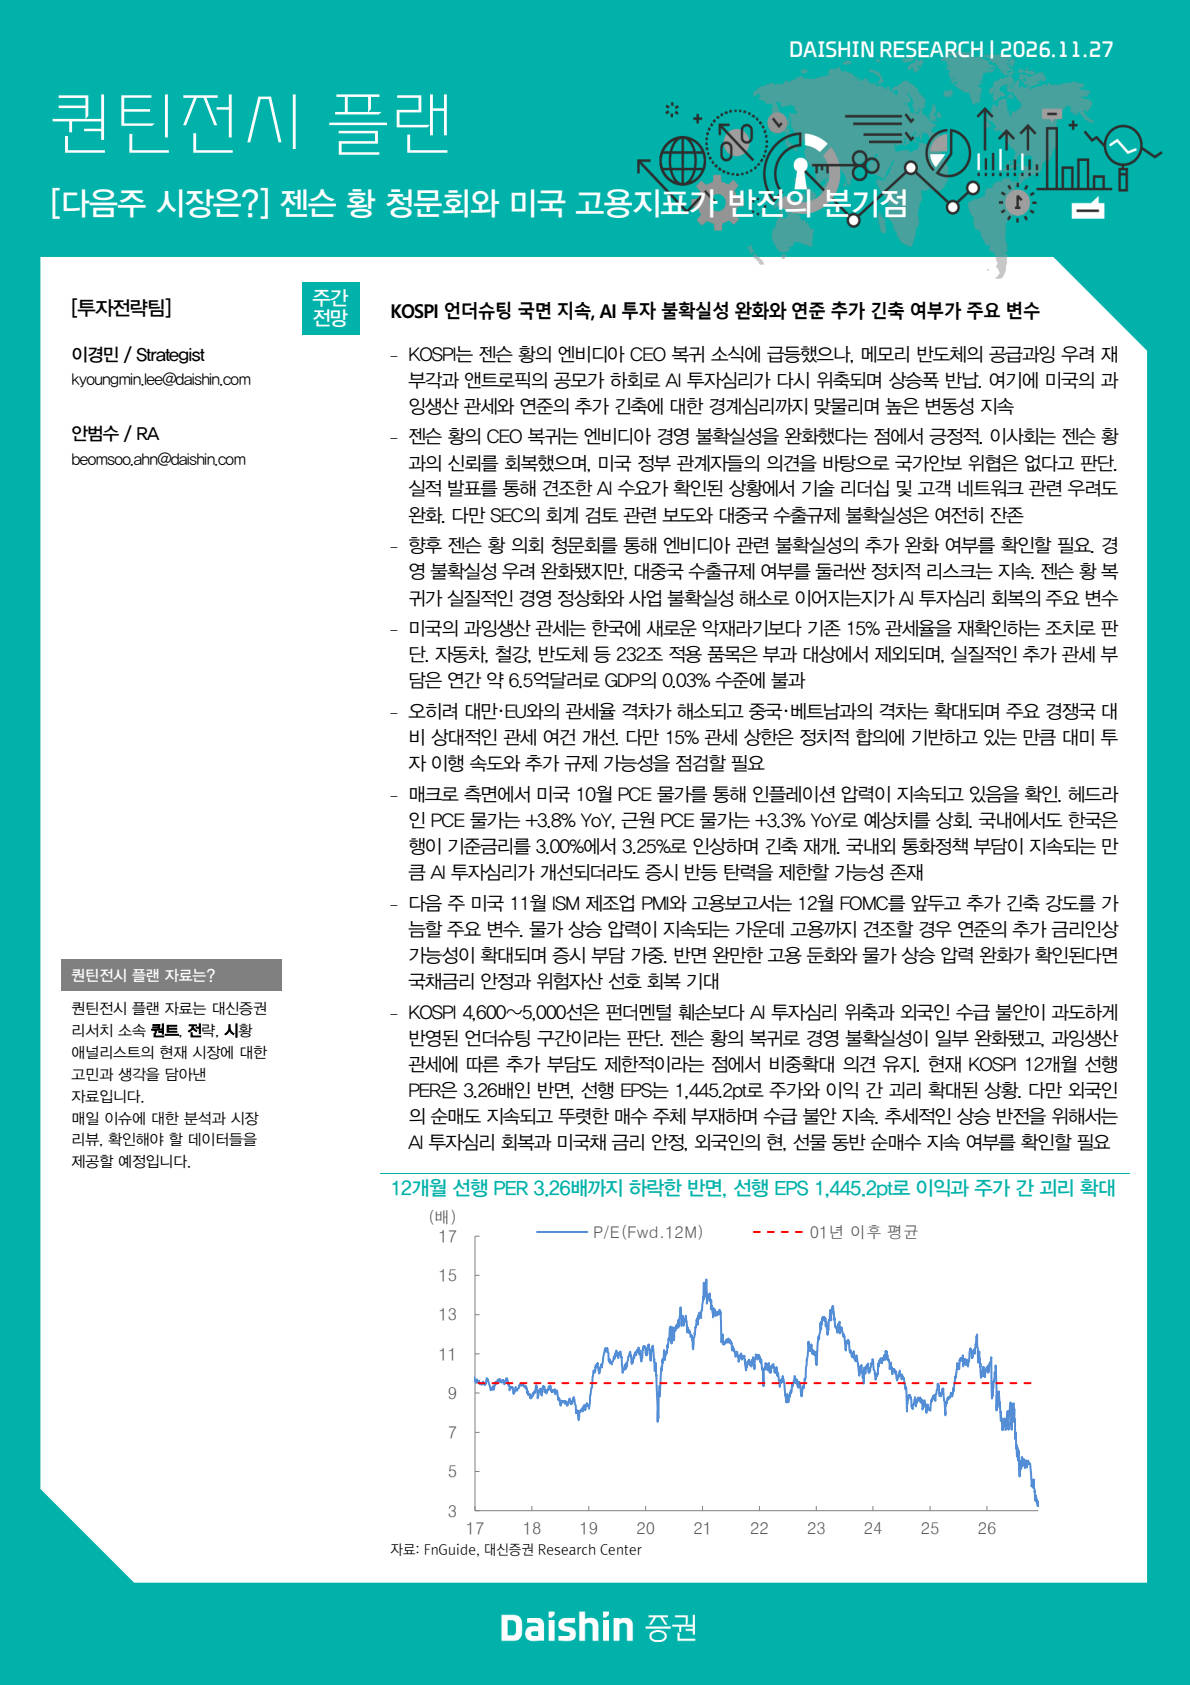 DAISHIN RESEARCH | 2026.11.27
퀀틴전시 플랜
[다음주 시장은?] 젠슨 황 청문회와 미국 고용지표가 반전의 분기점
[투자전략팀]
이경민 / Strategist
kyoungmin.lee@daishin.com
안범수 / RA
beomsoo.ahn@daishin.com
주간
전망
KOSPI 언더슈팅 국면 지속, AI 투자 불확실성 완화와 연준 추가 긴축 여부가 주요 변수
– KOSPI는 젠슨 황의 엔비디아 CEO 복귀 소식에 급등했으나, 메모리 반도체의 공급과잉 우려 재
부각과 앤트로픽의 공모가 하회로 AI 투자심리가 다시 위축되며 상승폭 반납. 여기에 미국의 과
잉생산 관세와 연준의 추가 긴축에 대한 경계심리까지 맞물리며 높은 변동성 지속
– 젠슨 황의 CEO 복귀는 엔비디아 경영 불확실성을 완화했다는 점에서 긍정적. 이사회는 젠슨 황
과의 신뢰를 회복했으며, 미국 정부 관계자들의 의견을 바탕으로 국가안보 위협은 없다고 판단.
실적 발표를 통해 견조한 AI 수요가 확인된 상황에서 기술 리더십 및 고객 네트워크 관련 우려도
완화. 다만 SEC의 회계 검토 관련 보도와 대중국 수출규제 불확실성은 여전히 잔존
– 향후 젠슨 황 의회 청문회를 통해 엔비디아 관련 불확실성의 추가 완화 여부를 확인할 필요. 경
영 불확실성 우려 완화됐지만, 대중국 수출규제 여부를 둘러싼 정치적 리스크는 지속. 젠슨 황 복
귀가 실질적인 경영 정상화와 사업 불확실성 해소로 이어지는지가 AI 투자심리 회복의 주요 변수
– 미국의 과잉생산 관세는 한국에 새로운 악재라기보다 기존 15% 관세율을 재확인하는 조치로 판
단. 자동차, 철강, 반도체 등 232조 적용 품목은 부과 대상에서 제외되며, 실질적인 추가 관세 부
담은 연간 약 6.5억달러로 GDP의 0.03% 수준에 불과
– 오히려 대만·EU와의 관세율 격차가 해소되고 중국·베트남과의 격차는 확대되며 주요 경쟁국 대
비 상대적인 관세 여건 개선. 다만 15% 관세 상한은 정치적 합의에 기반하고 있는 만큼 대미 투
자 이행 속도와 추가 규제 가능성을 점검할 필요
– 매크로 측면에서 미국 10월 PCE 물가를 통해 인플레이션 압력이 지속되고 있음을 확인. 헤드라
인 PCE 물가는 +3.8% YoY, 근원 PCE 물가는 +3.3% YoY로 예상치를 상회. 국내에서도 한국은
행이 기준금리를 3.00%에서 3.25%로 인상하며 긴축 재개. 국내외 통화정책 부담이 지속되는 만
큼 AI 투자심리가 개선되더라도 증시 반등 탄력을 제한할 가능성 존재
– 다음 주 미국 11월 ISM 제조업 PMI와 고용보고서는 12월 FOMC를 앞두고 추가 긴축 강도를 가
늠할 주요 변수. 물가 상승 압력이 지속되는 가운데 고용까지 견조할 경우 연준의 추가 금리인상
가능성이 확대되며 증시 부담 가중. 반면 완만한 고용 둔화와 물가 상승 압력 완화가 확인된다면
국채금리 안정과 위험자산 선호 회복 기대
– KOSPI 4,600~5,000선은 펀더멘털 훼손보다 AI 투자심리 위축과 외국인 수급 불안이 과도하게
반영된 언더슈팅 구간이라는 판단. 젠슨 황의 복귀로 경영 불확실성이 일부 완화됐고, 과잉생산
관세에 따른 추가 부담도 제한적이라는 점에서 비중확대 의견 유지. 현재 KOSPI 12개월 선행
PER은 3.26배인 반면, 선행 EPS는 1,445.2pt로 주가와 이익 간 괴리 확대된 상황. 다만 외국인
의 순매도 지속되고 뚜렷한 매수 주체 부재하며 수급 불안 지속. 추세적인 상승 반전을 위해서는
AI 투자심리 회복과 미국채 금리 안정, 외국인의 현, 선물 동반 순매수 지속 여부를 확인할 필요
퀀틴전시 플랜 자료는?
퀀틴전시 플랜 자료는 대신증권
리서치 소속 퀀트, 전략, 시황
애널리스트의 현재 시장에 대한
고민과 생각을 담아낸
자료입니다.
매일 이슈에 대한 분석과 시장
리뷰, 확인해야 할 데이터들을
제공할 예정입니다.
12개월 선행 PER 3.26배까지 하락한 반면, 선행 EPS 1,445.2pt로 이익과 주가 간 괴리 확대
(배)
P/E(Fwd.12M) 01년 이후 평균
17
15
13
11
9
7
5
3
17 18 19 20 21 22 23 24 25 26
자료: FnGuide, 대신증권 Research Center
Daishin 증권